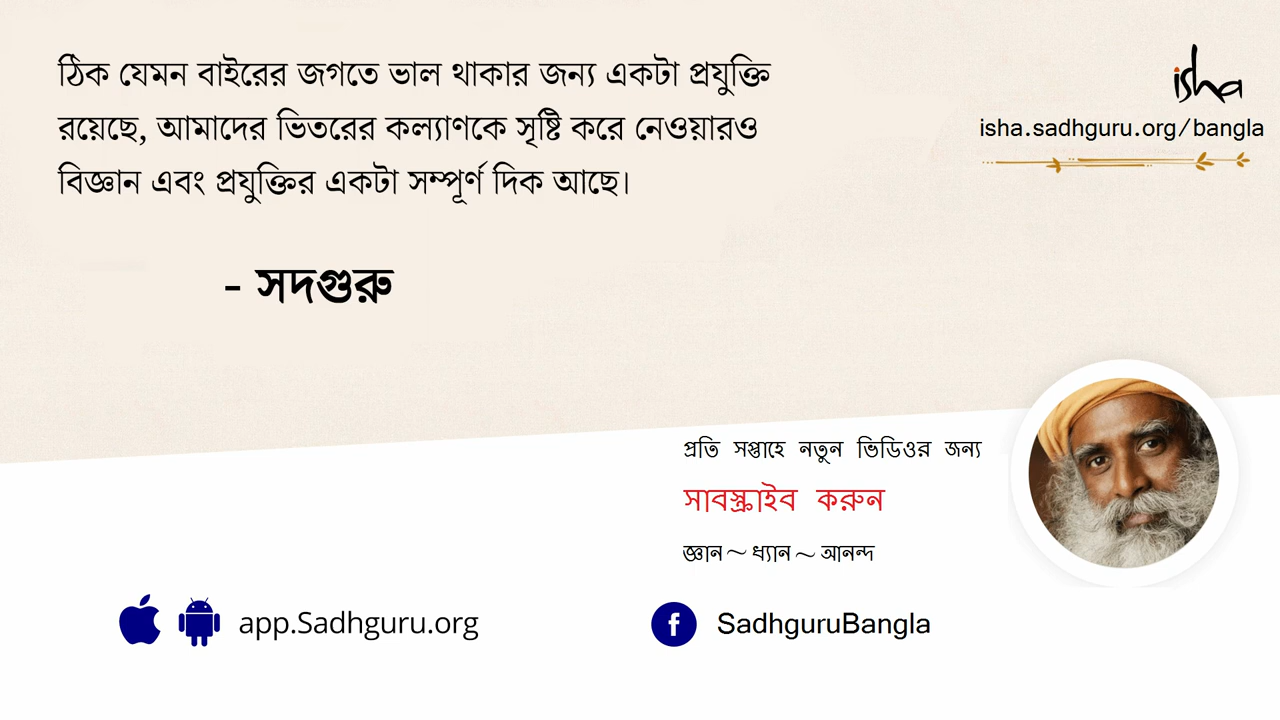 ঠিক যেমন বাইরের জগতে ভাল থাকার জন্য একটা প্রযুক্তি
রয়েছে, আমাদের ভিতরের কল্যাণকে সৃষ্টি করে নেওয়ারও
বিজ্ঞান এবং প্রযুক্তির একটা সম্পূর্ণ দিক আছে।
- সদগুরু
isha
isha.sadhguru.org/bangla
প্রতি সপ্তাহে নতুন ভিডিওর জন্য
সাবস্ক্রাইব করুন
জ্ঞান ~ ধ্যান ~ আনন্দ
app.Sadhguru.org
f SadhguruBangla